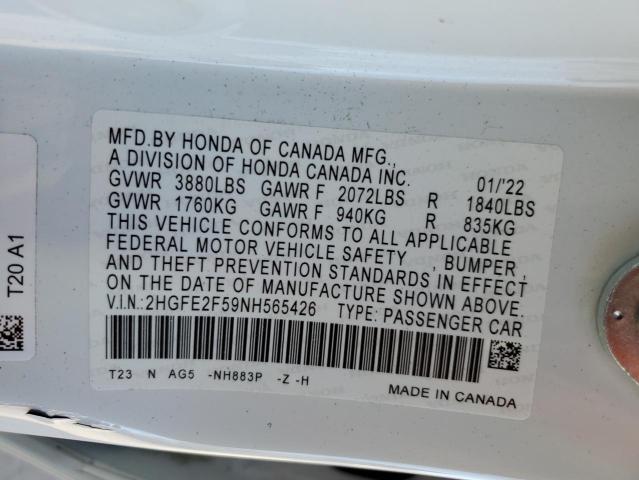 MFD.BY HONDA OF CANADA MFG.,
A DIVISION OF HONDA CANADA INC. 01/'22
GVWR 3880LBS GAWR F 2072LBS R 1840LBS
GVWR 1760KG GAWR F 940KG R 835KG
THIS VEHICLE CONFORMS TO ALL APPLICABLE
FEDERAL MOTOR VEHICLE SAFETY , BUMPER,
AND THEFT PREVENTION STANDARDS IN EFFECT
ON THE DATE OF MANUFACTURE SHOWN ABOVE.
V.I.N.:2HGFE2F59NH565426 TYPE: PASSENGER CAR
T23 N AG5 -NH883P -Z -H
MADE IN CANADA
T20 A1